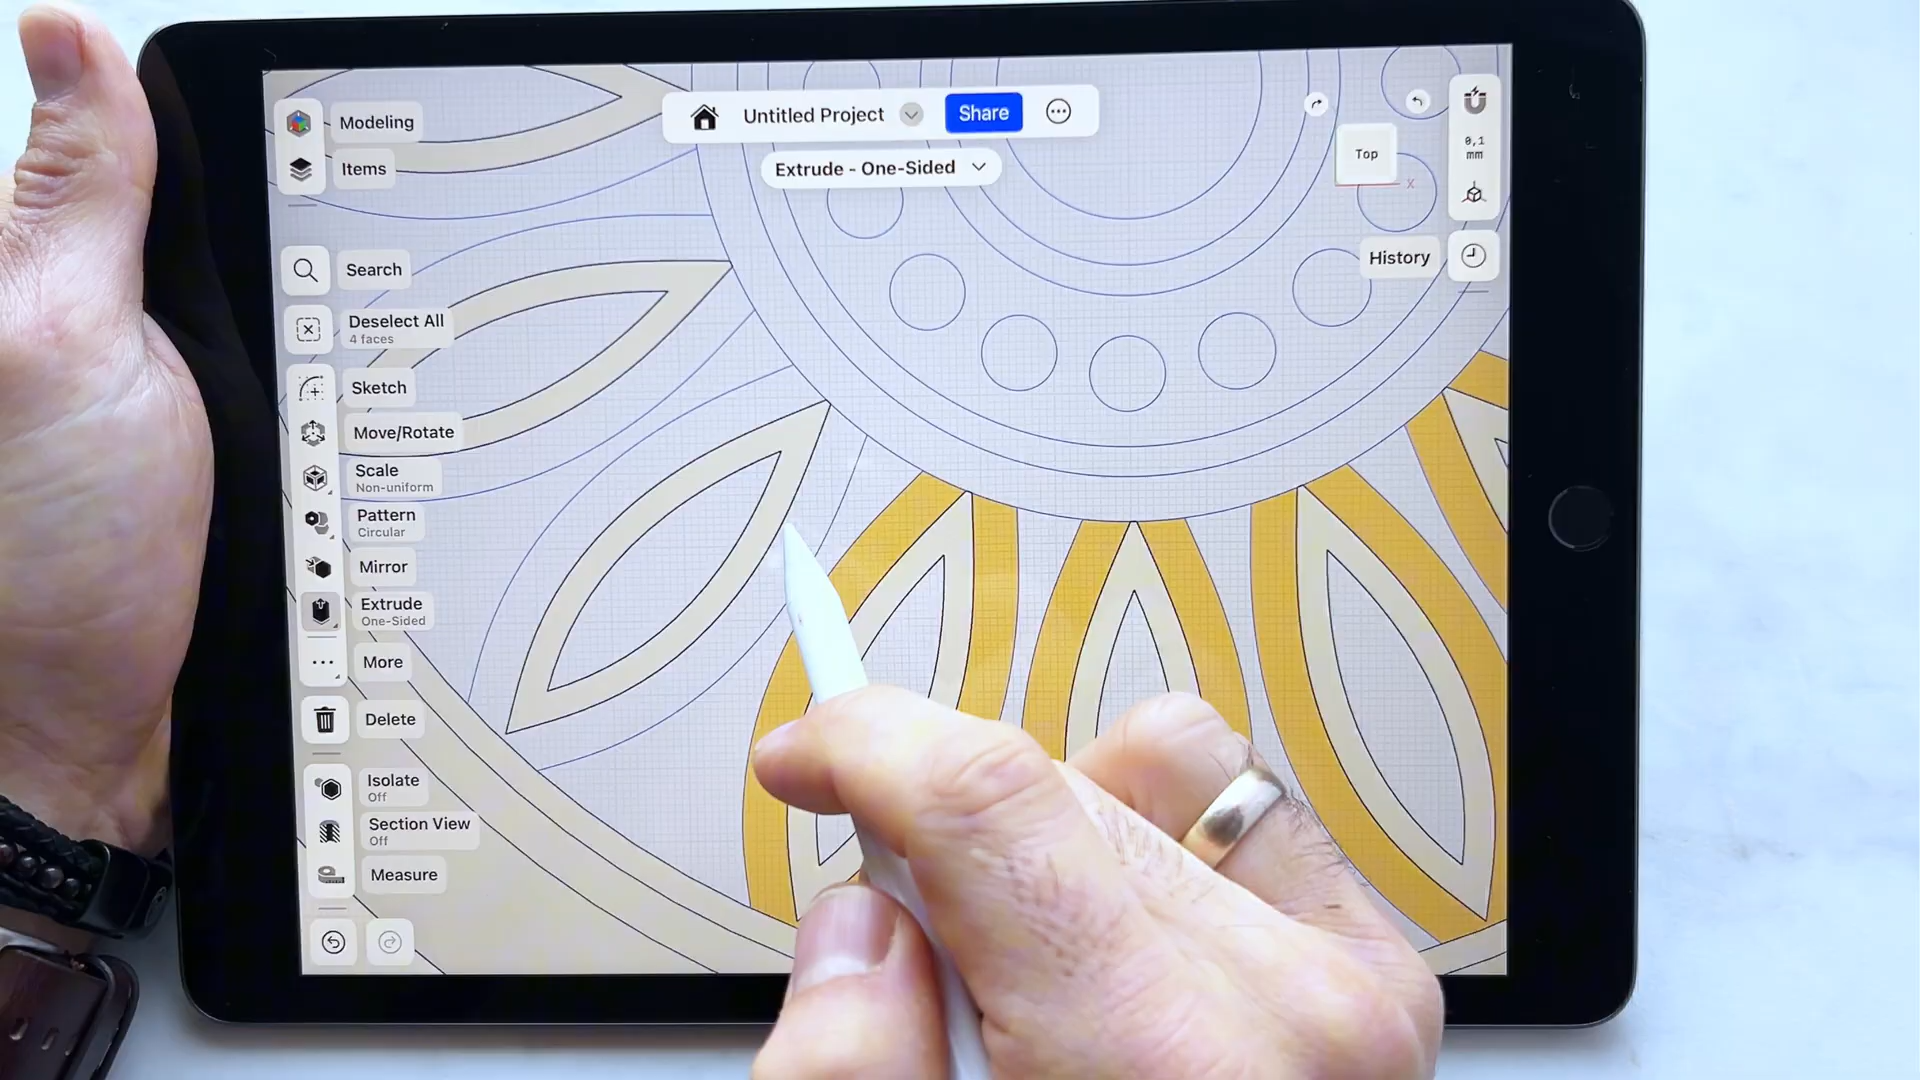 Modeling
Items
Untitled Project
Share
Extrude - One-Sided
Top
X
0,1
mm
History
Search
Deselect All
4 faces
Sketch
Move/Rotate
Scale
Non-uniform
Pattern
Circular
Mirror
Extrude
One-Sided
More
Delete
Isolate
Off
Section View
Off
Measure